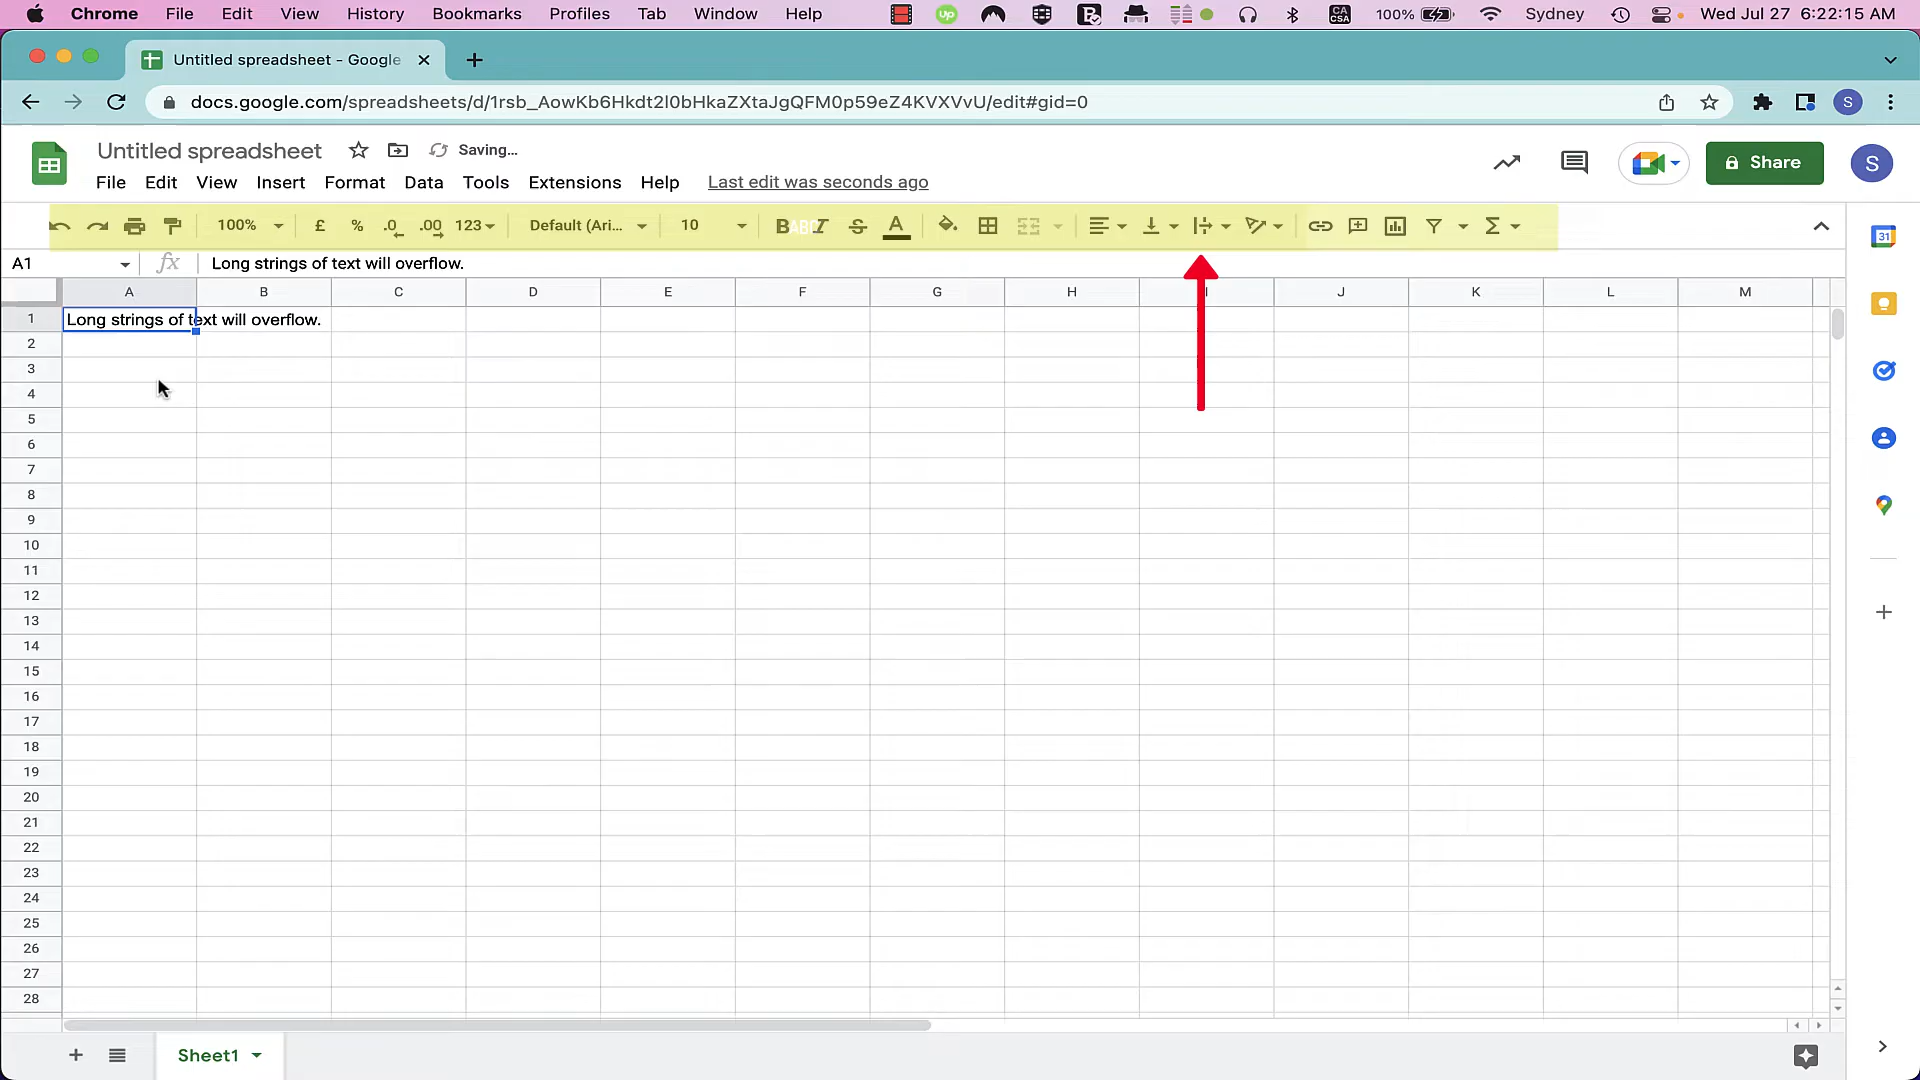 Chrome File Edit View History Bookmarks Profiles Tab Window Help Up CA CSA 100% Sydney Wed Jul 27 6:22:15 AM
Untitled spreadsheet - Google
docs.google.com/spreadsheets/d/1rsb_AowKb6Hkdt2l0bHkaZXtaJgQFM0p59eZ4KVXVvU/edit#gid=0 S
Untitled spreadsheet Saving... Share S
File Edit View Insert Format Data Tools Extensions Help Last edit was seconds ago
100% £ % .0 .00 123 Default (Ari... 10 B I S A Σ
31
A1 fx Long strings of text will overflow.
A B C D E F G H I J K L M
1 Long strings of text will overflow.
2
3
4
5
6
7
8
9
10
11
12
13
14
15
16
17
18
19
20
21
22
23
24
25
26
27
28
Sheet1